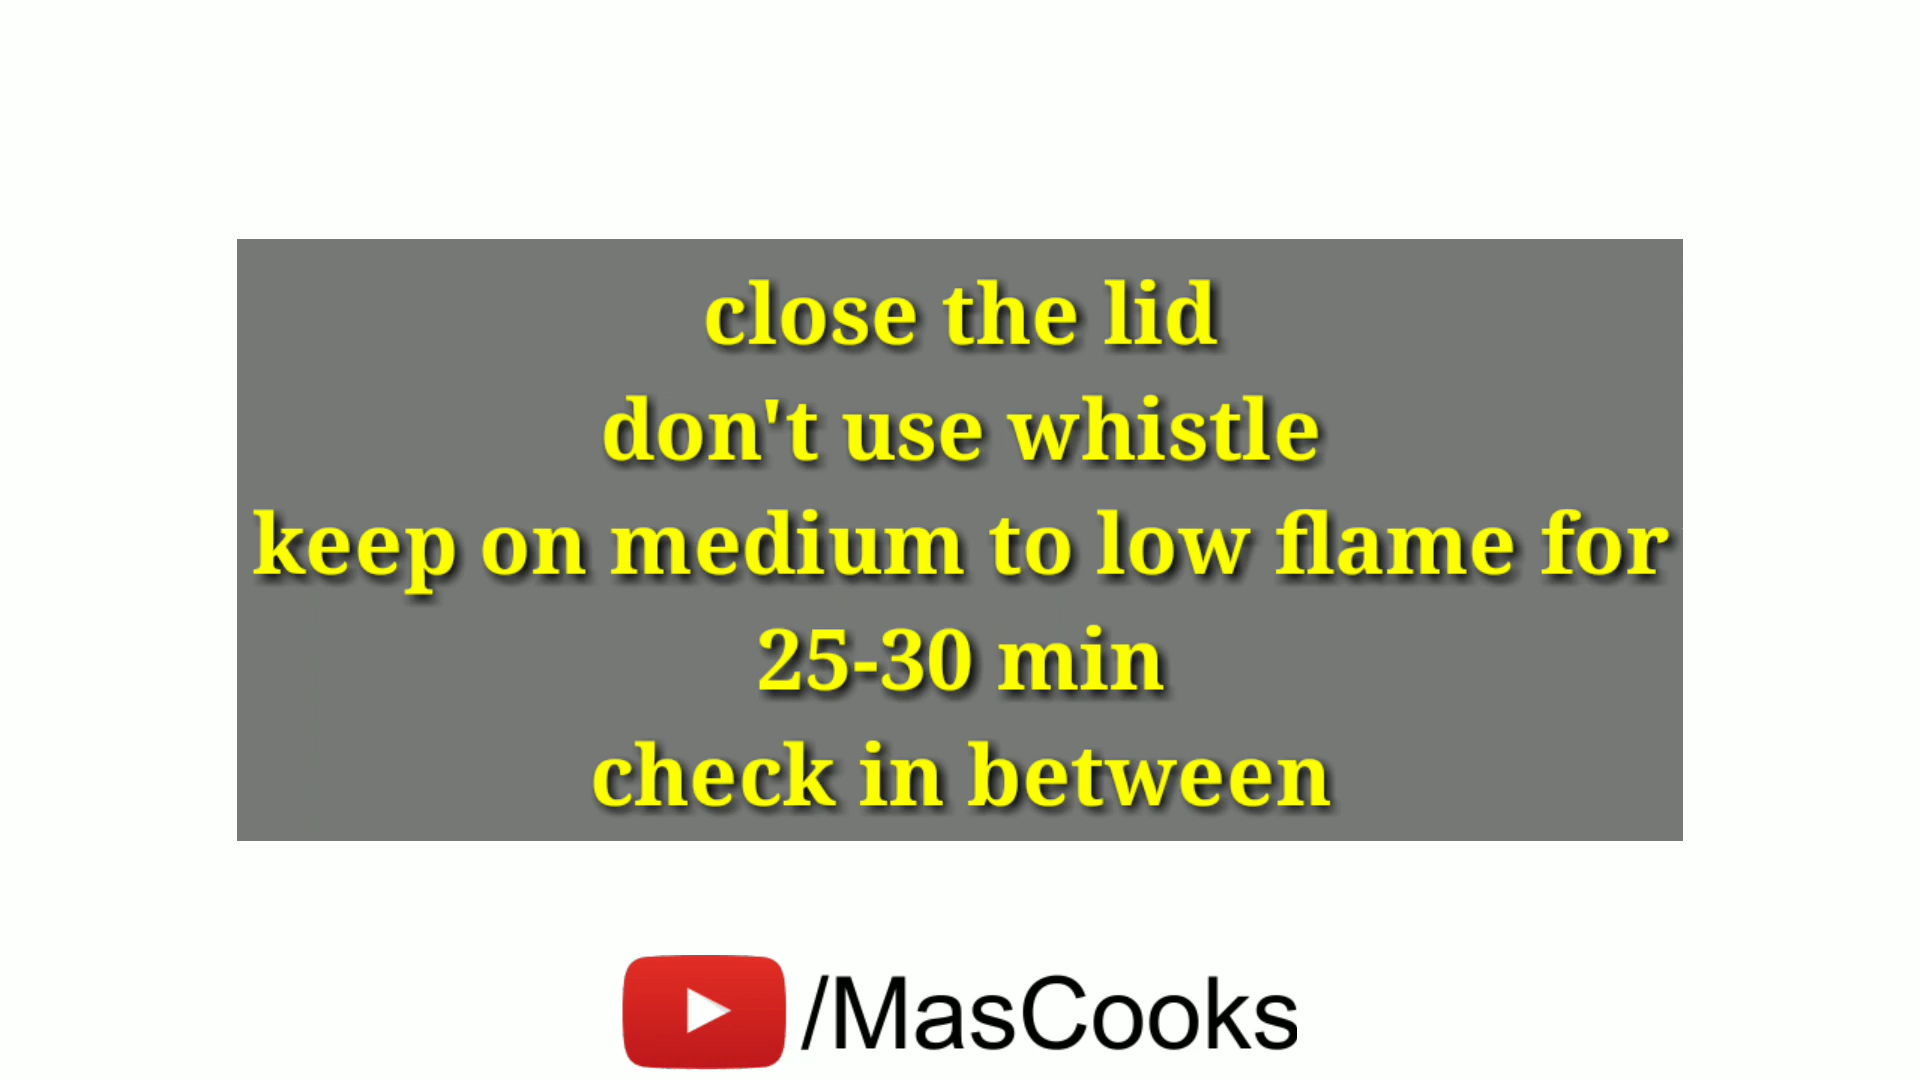 close the lid
don't use whistle
keep on medium to low flame for
25-30 min
check in between
/MasCooks